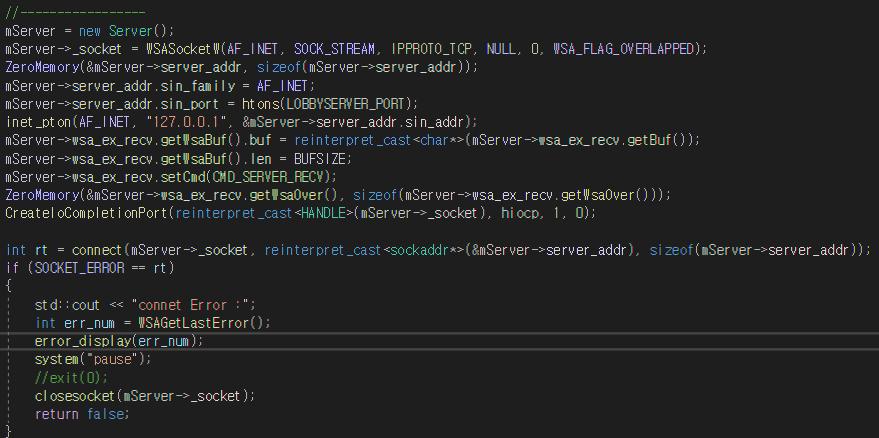 //-----------------
mServer = new Server();
mServer->_socket = WSASocketW(AF_INET, SOCK_STREAM, IPPROTO_TCP, NULL, 0, WSA_FLAG_OVERLAPPED);
ZeroMemory(&mServer->server_addr, sizeof(mServer->server_addr));
mServer->server_addr.sin_family = AF_INET;
mServer->server_addr.sin_port = htons(LOBBYSERVER_PORT);
inet_pton(AF_INET, "127.0.0.1", &mServer->server_addr.sin_addr);
mServer->wsa_ex_recv.getWsaBuf().buf = reinterpret_cast<char*>(mServer->wsa_ex_recv.getBuf());
mServer->wsa_ex_recv.getWsaBuf().len = BUFSIZE;
mServer->wsa_ex_recv.setCmd(CMD_SERVER_RECV);
ZeroMemory(&mServer->wsa_ex_recv.getWsaOver(), sizeof(mServer->wsa_ex_recv.getWsaOver()));
CreateIoCompletionPort(reinterpret_cast<HANDLE>(mServer->_socket), hiocp, 1, 0);
int rt = connect(mServer->_socket, reinterpret_cast<sockaddr*>(&mServer->server_addr), sizeof(mServer->server_addr));
if (SOCKET_ERROR == rt)
{
std::cout << "connet Error :";
int err_num = WSAGetLastError();
error_display(err_num);
system("pause");
//exit(0);
closesocket(mServer->_socket);
return false;
}